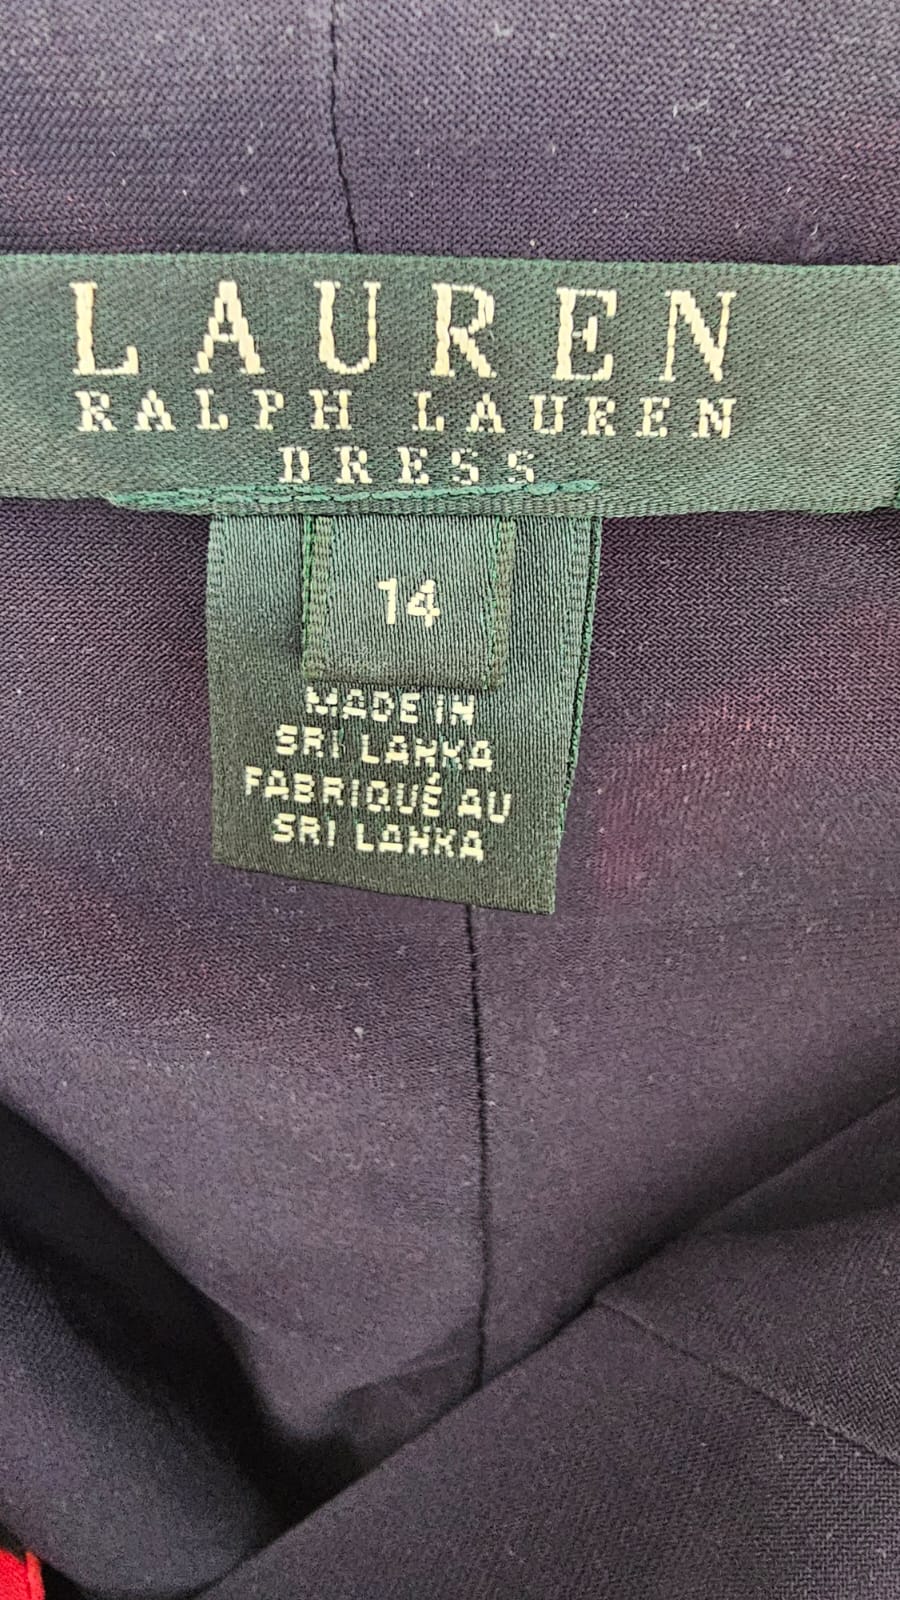 LAUREN
RALPH LAUREN
DRESS
14
MADE IN
SRI LANKA
FABRIQUÉ AU
SRI LANKA